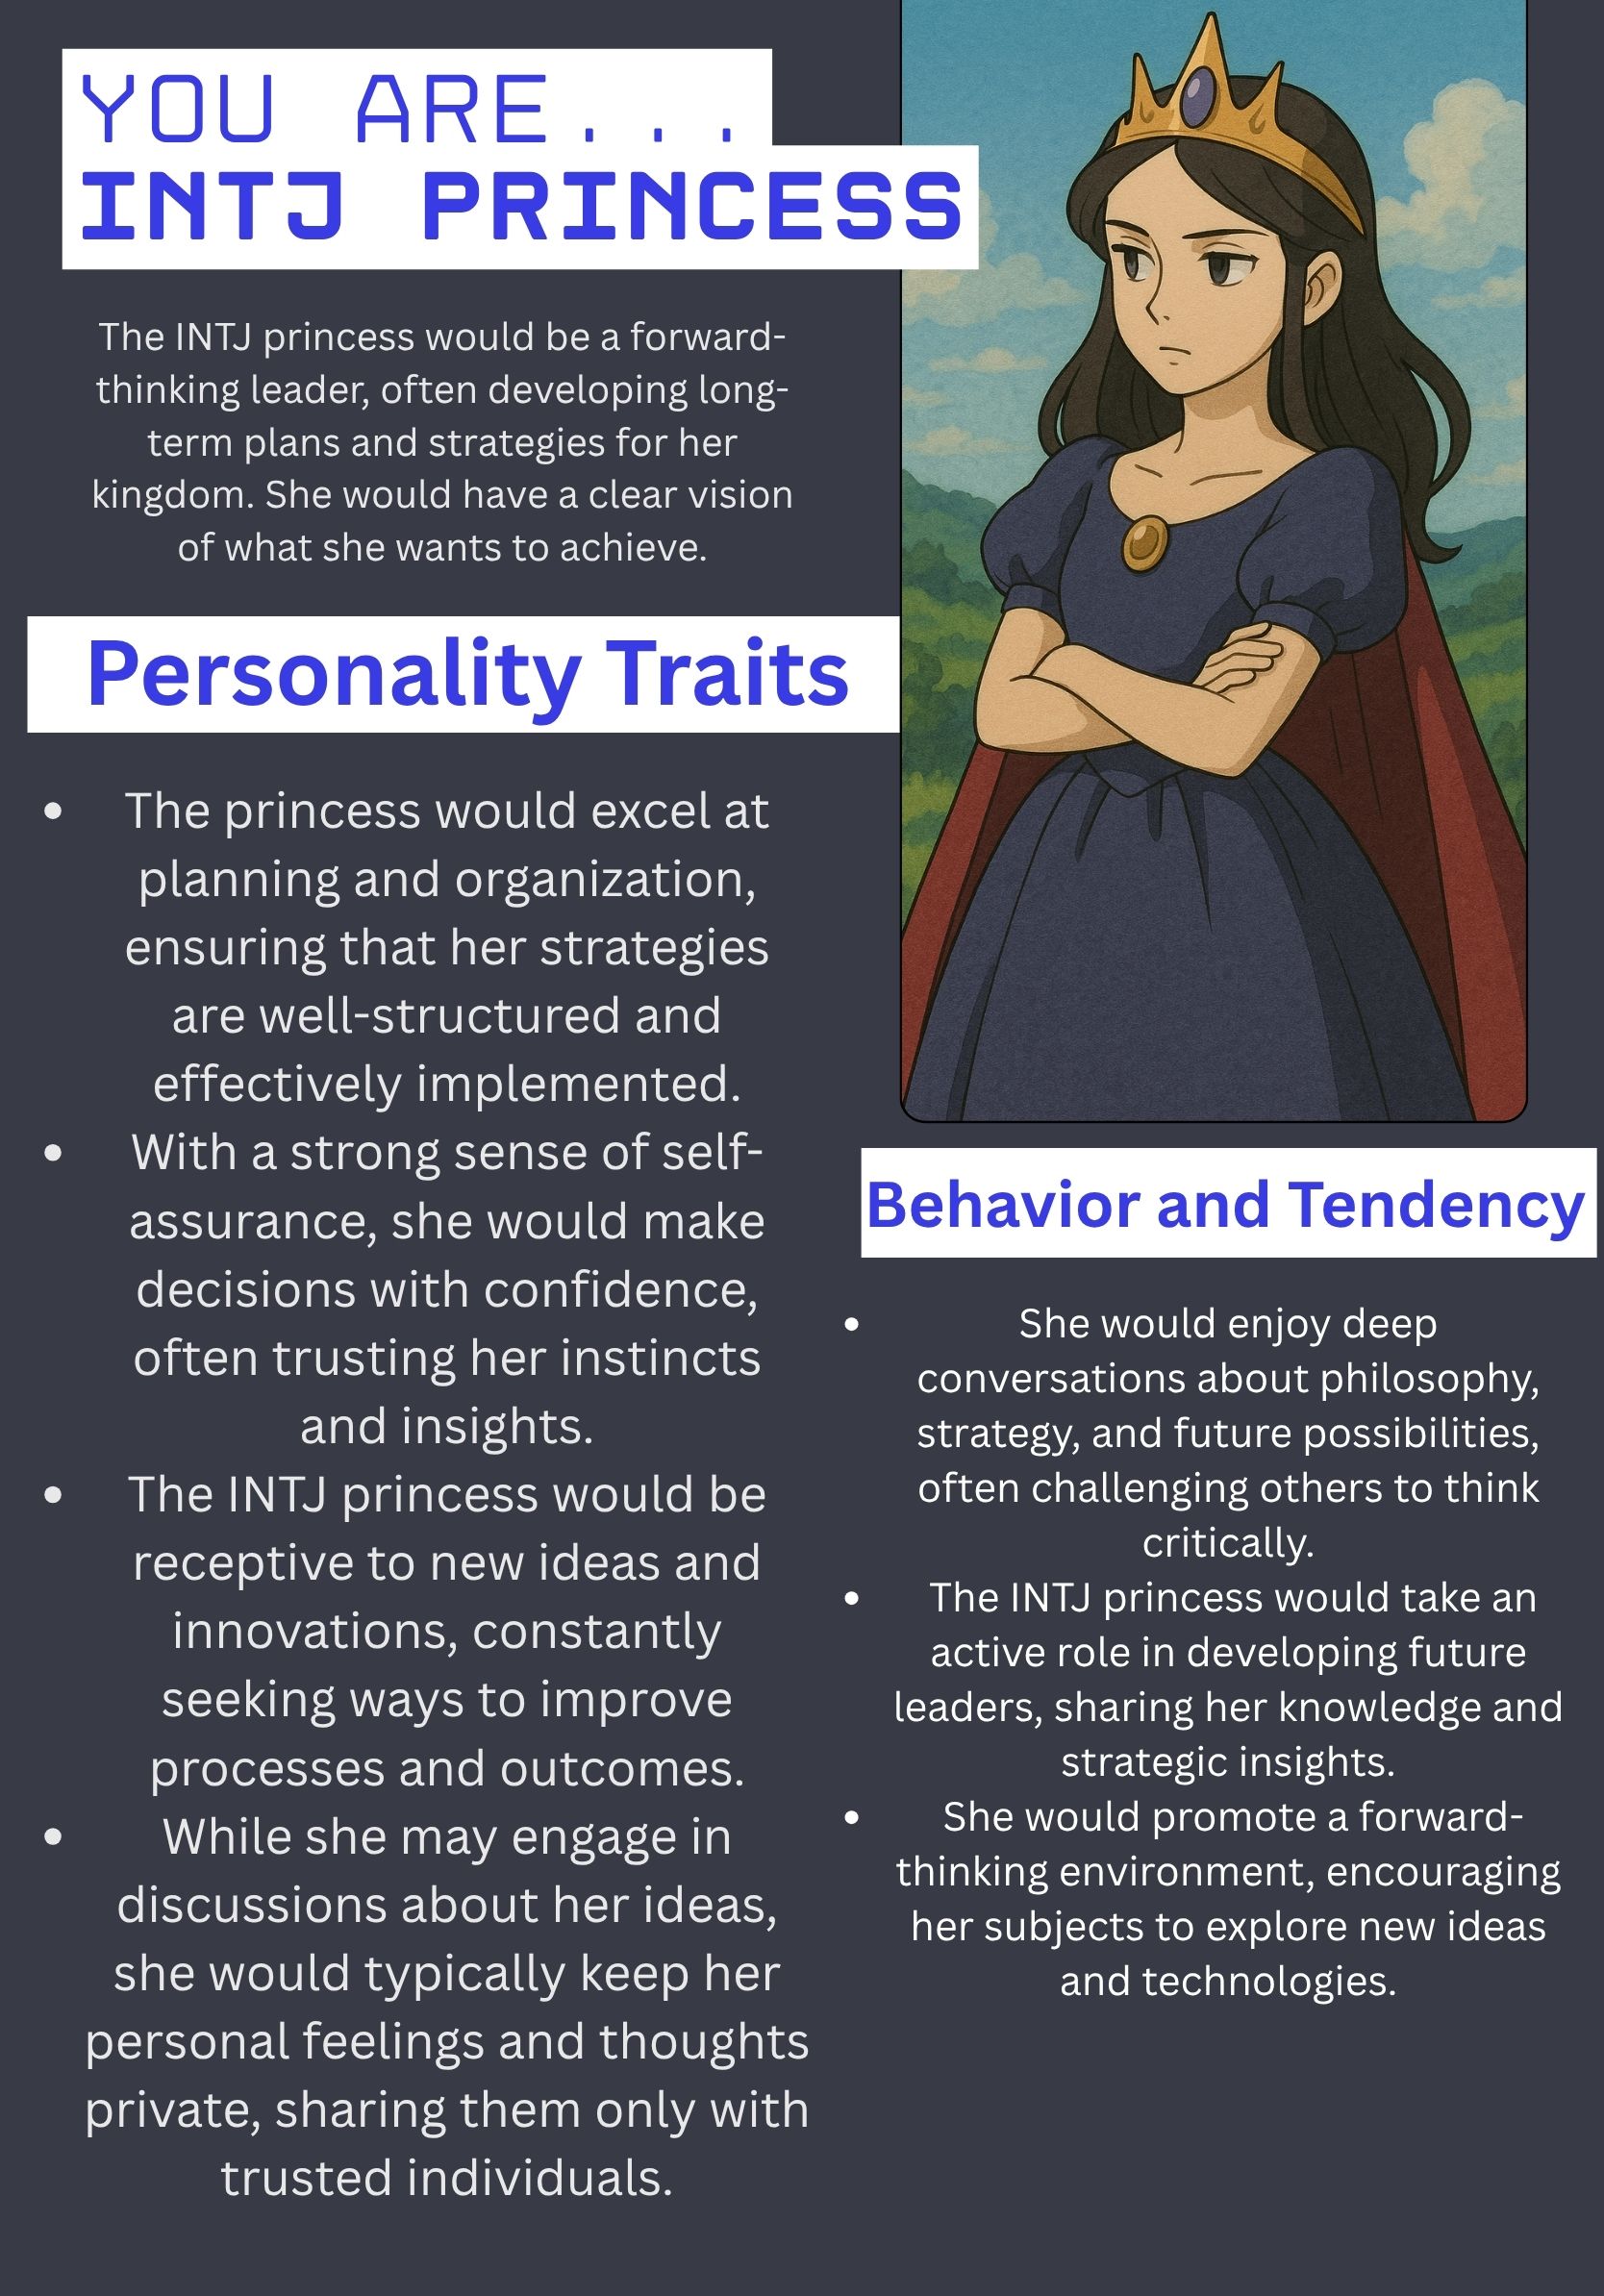 YOU ARE...
INTJ PRINCESS
The INTJ princess would be a forward-
thinking leader, often developing long-
term plans and strategies for her
kingdom. She would have a clear vision
of what she wants to achieve.
Personality Traits
• The princess would excel at
planning and organization,
ensuring that her strategies
are well-structured and
effectively implemented.
• With a strong sense of self-
assurance, she would make
decisions with confidence,
often trusting her instincts
and insights.
• The INTJ princess would be
receptive to new ideas and
innovations, constantly
seeking ways to improve
processes and outcomes.
• While she may engage in
discussions about her ideas,
she would typically keep her
personal feelings and thoughts
private, sharing them only with
trusted individuals.
Behavior and Tendency
• She would enjoy deep
conversations about philosophy,
strategy, and future possibilities,
often challenging others to think
critically.
• The INTJ princess would take an
active role in developing future
leaders, sharing her knowledge and
strategic insights.
• She would promote a forward-
thinking environment, encouraging
her subjects to explore new ideas
and technologies.